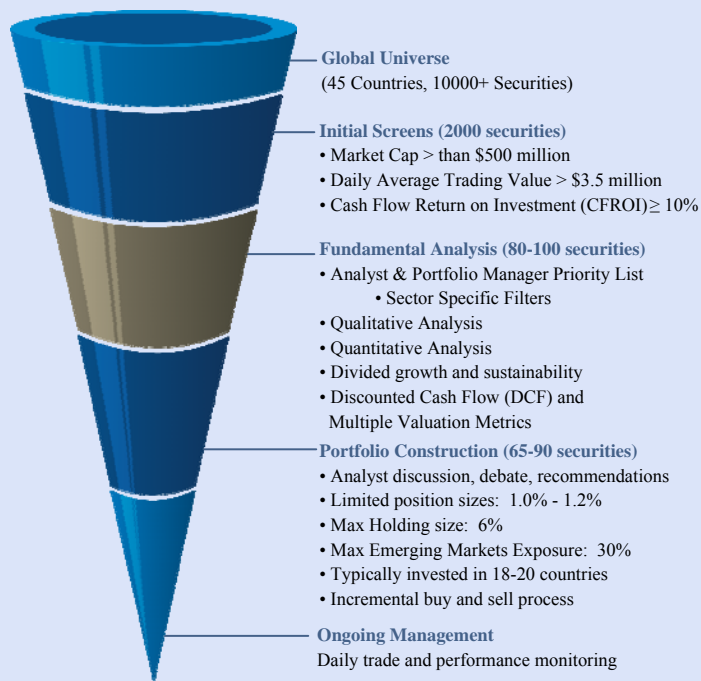 Global Universe
(45 Countries, 10000+ Securities)
Initial Screens (2000 securities)
• Market Cap > than $500 million
• Daily Average Trading Value > $3.5 million
• Cash Flow Return on Investment (CFROI) ≥ 10%
Fundamental Analysis (80-100 securities)
• Analyst & Portfolio Manager Priority List
• Sector Specific Filters
• Qualitative Analysis
• Quantitative Analysis
• Divided growth and sustainability
• Discounted Cash Flow (DCF) and
Multiple Valuation Metrics
Portfolio Construction (65-90 securities)
• Analyst discussion, debate, recommendations
• Limited position sizes: 1.0% - 1.2%
• Max Holding size: 6%
• Max Emerging Markets Exposure: 30%
• Typically invested in 18-20 countries
• Incremental buy and sell process
Ongoing Management
Daily trade and performance monitoring